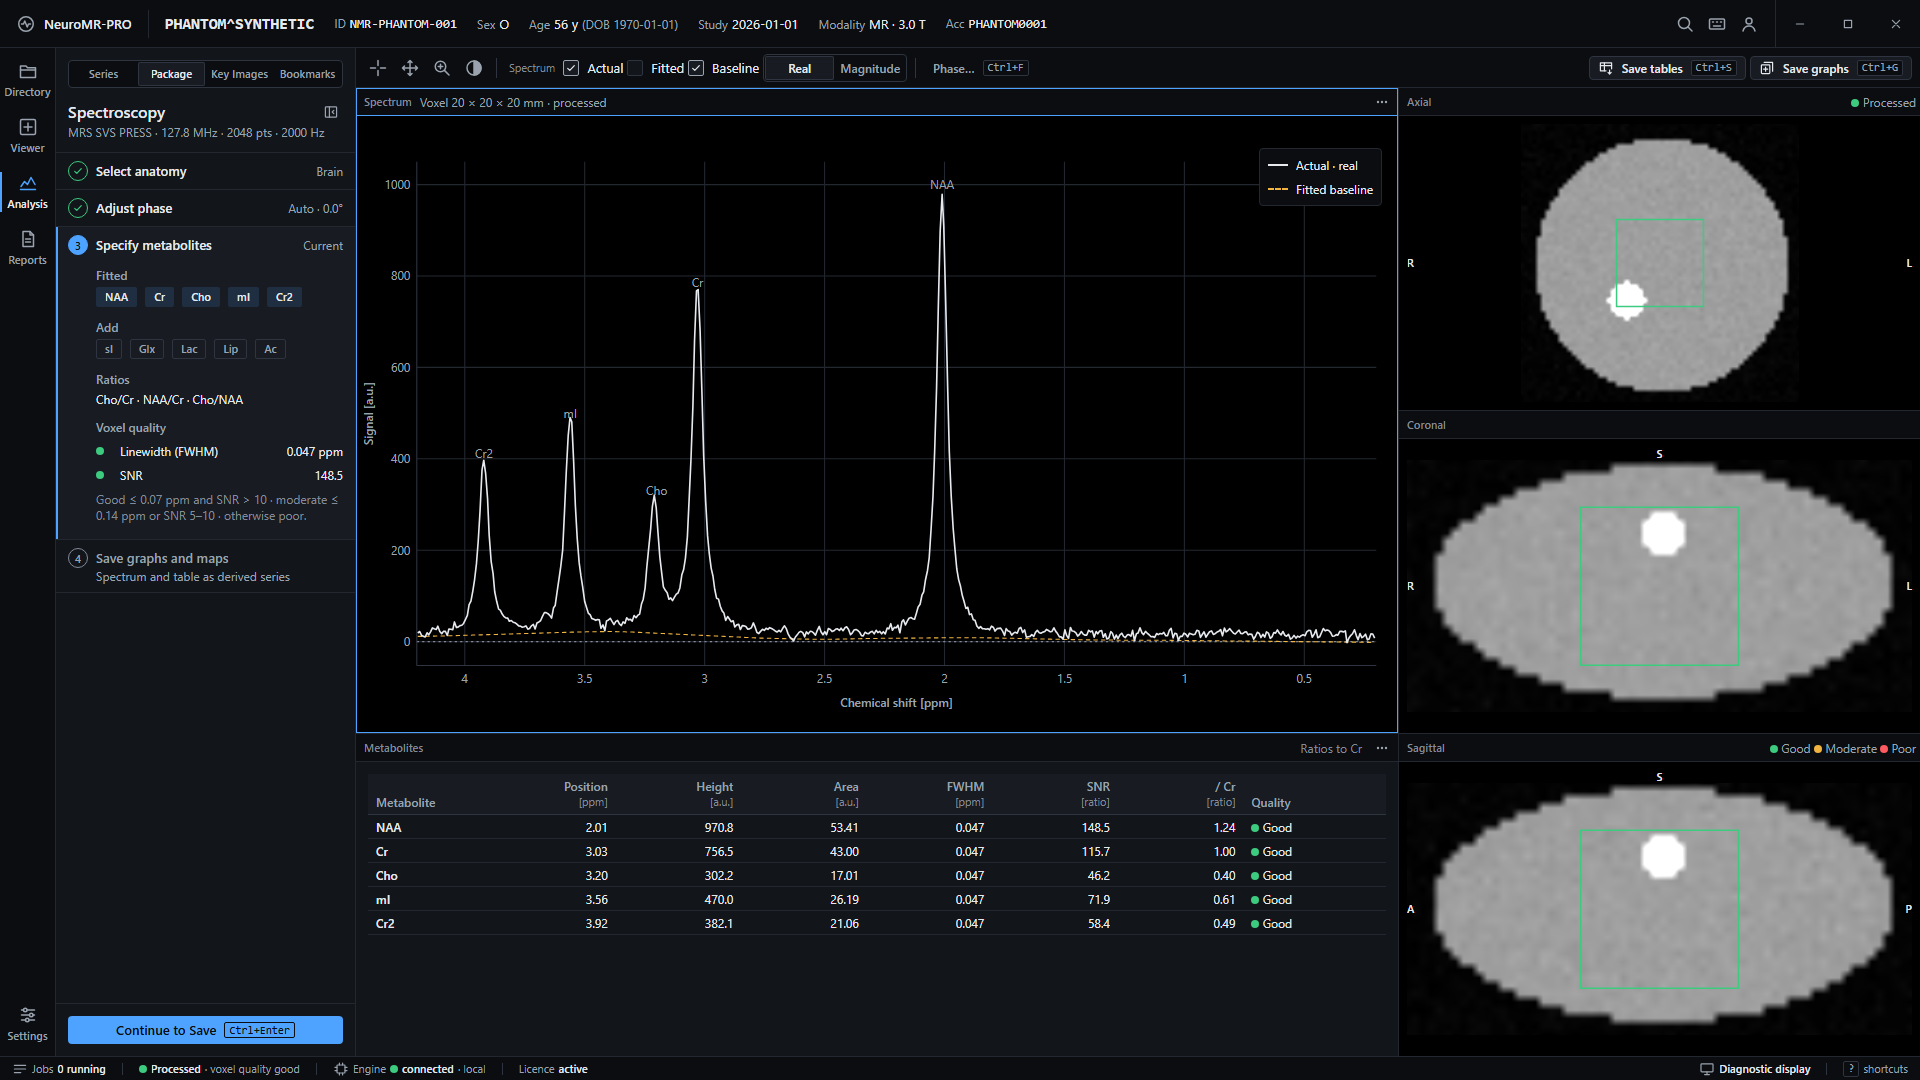 NeuroMR-PRO
PHANTOM^SYNTHETIC
ID NMR-PHANTOM-001
Sex O
Age 56 y (DOB 1970-01-01)
Study 2026-01-01
Modality MR · 3.0 T
Acc PHANTOM0001
Directory
Viewer
Analysis
Reports
Settings
Series
Package
Key Images
Bookmarks
Spectroscopy
MRS SVS PRESS · 127.8 MHz · 2048 pts · 2000 Hz
Select anatomy Brain
Adjust phase Auto · 0.0°
3 Specify metabolites Current
Fitted
NAA Cr Cho mI Cr2
Add
sI Glx Lac Lip Ac
Ratios
Cho/Cr · NAA/Cr · Cho/NAA
Voxel quality
Linewidth (FWHM) 0.047 ppm
SNR 148.5
Good ≤ 0.07 ppm and SNR > 10 · moderate ≤
0.14 ppm or SNR 5–10 · otherwise poor.
4 Save graphs and maps
Spectrum and table as derived series
Continue to Save Ctrl+Enter
Spectrum Actual Fitted Baseline
Real Magnitude
Phase... Ctrl+F
Save tables Ctrl+S
Save graphs Ctrl+G
Spectrum Voxel 20 × 20 × 20 mm · processed
Actual · real
Fitted baseline
NAA
Cr
mI
Cr2
Cho
1000
800
600
400
200
0
Signal [a.u.]
4 3.5 3 2.5 2 1.5 1 0.5
Chemical shift [ppm]
Metabolites Ratios to Cr
Metabolite Position [ppm] Height [a.u.] Area [a.u.] FWHM [ppm] SNR [ratio] / Cr [ratio] Quality
NAA 2.01 970.8 53.41 0.047 148.5 1.24 Good
Cr 3.03 756.5 43.00 0.047 115.7 1.00 Good
Cho 3.20 302.2 17.01 0.047 46.2 0.40 Good
mI 3.56 470.0 26.19 0.047 71.9 0.61 Good
Cr2 3.92 382.1 21.06 0.047 58.4 0.49 Good
Axial Processed
R L
Coronal
S
R L
Sagittal Good Moderate Poor
S
A P
Jobs 0 running
Processed · voxel quality good
Engine connected · local
Licence active
Diagnostic display
? shortcuts